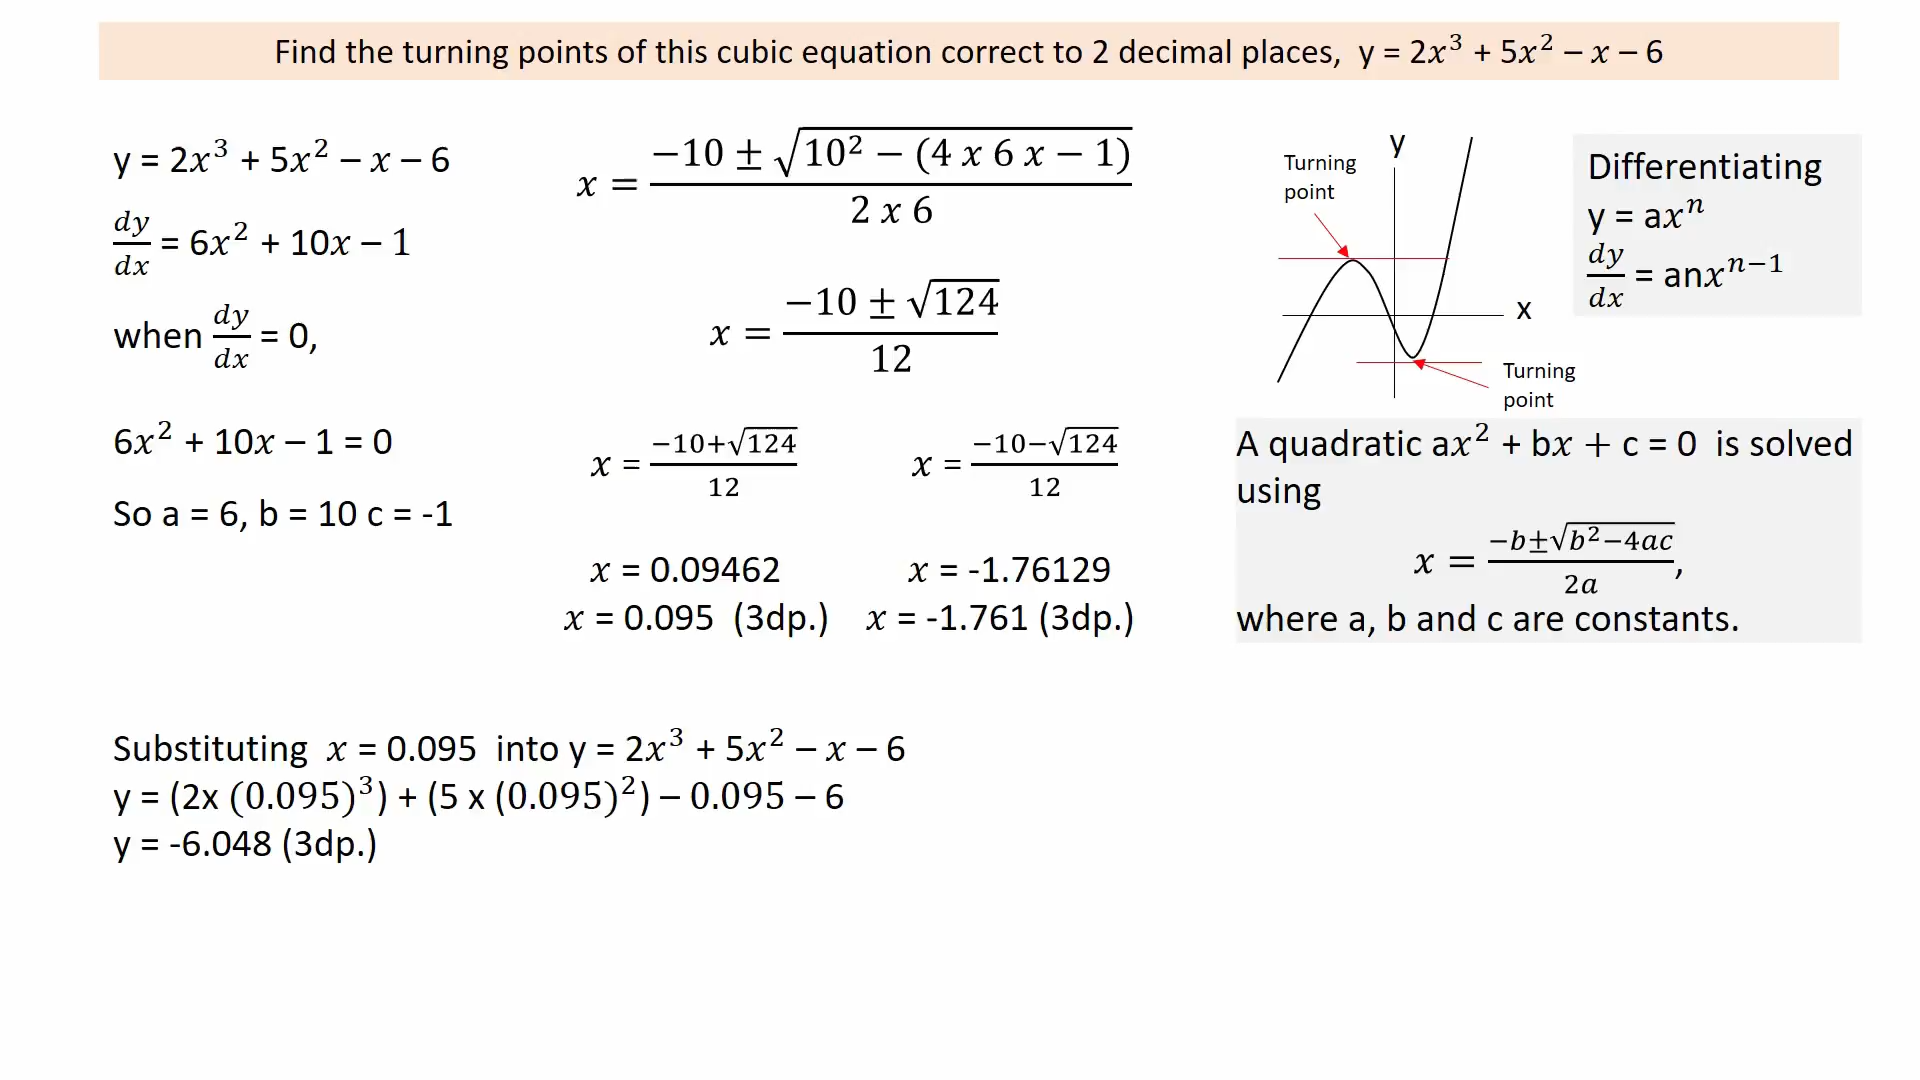 Find the turning points of this cubic equation correct to 2 decimal places, y = 2x³ + 5x² – x – 6
y = 2x³ + 5x² – x – 6
dy/dx = 6x² + 10x – 1
when dy/dx = 0,
6x² + 10x – 1 = 0
So a = 6, b = 10 c = -1
x = (−10 ± √(10² − (4 x 6 x − 1))) / (2 x 6)
x = (−10 ± √124) / 12
x = (−10+√124) / 12
x = (−10−√124) / 12
x = 0.09462
x = -1.76129
x = 0.095 (3dp.)
x = -1.761 (3dp.)
y
Turning
point
x
Turning
point
Differentiating
y = axⁿ
dy/dx = anxⁿ⁻¹
A quadratic ax² + bx + c = 0 is solved
using
x = (−b±√(b²−4ac)) / 2a,
where a, b and c are constants.
Substituting x = 0.095 into y = 2x³ + 5x² – x – 6
y = (2x (0.095)³) + (5 x (0.095)²) – 0.095 – 6
y = -6.048 (3dp.)